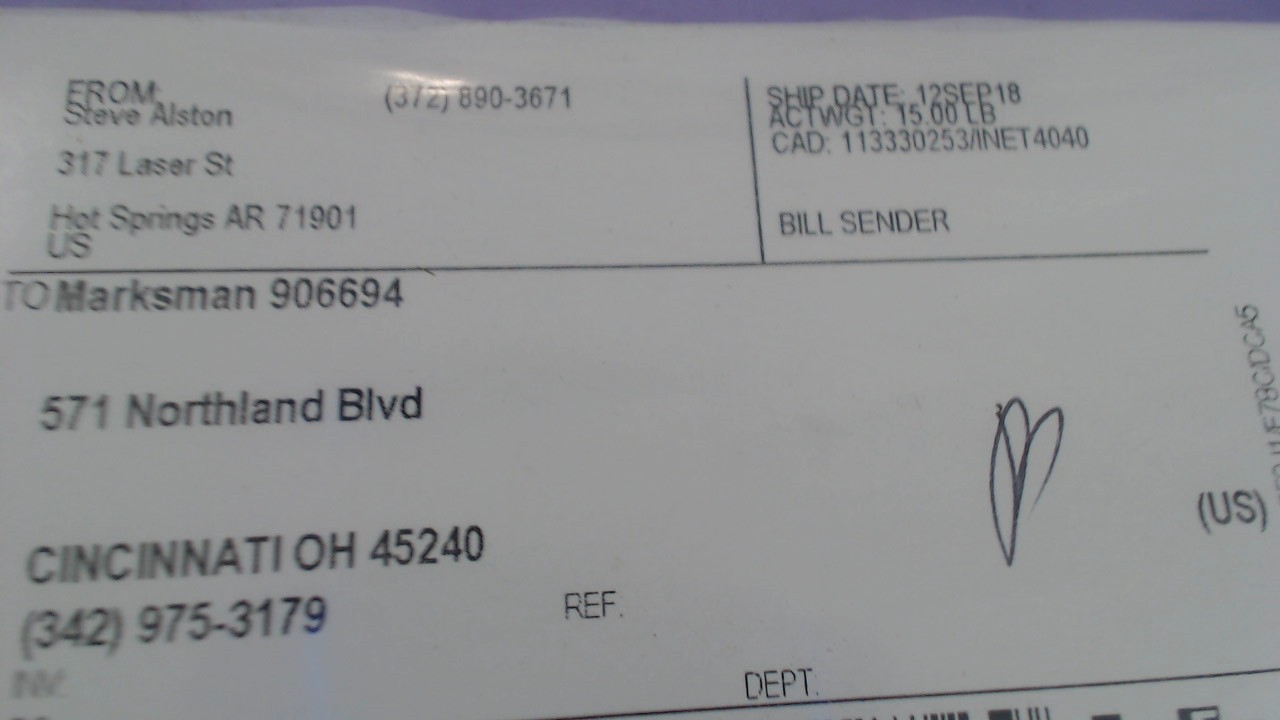 FROM: (372) 890-3671
Steve Alston
317 Laser St
Hot Springs AR 71901
US
SHIP DATE: 12SEP18
ACTWGT: 15.00 LB
CAD: 113330253/INET4040
BILL SENDER
TO Marksman 906694
571 Northland Blvd
CINCINNATI OH 45240
(342) 975-3179
(US)
REF.
INV.
DEPT.